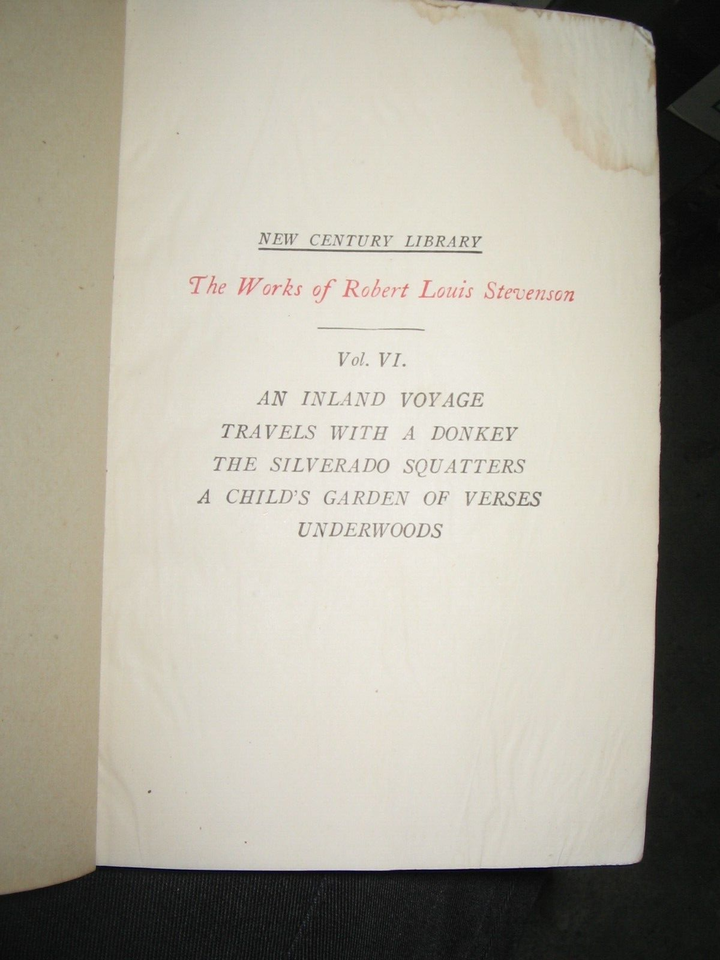 NEW CENTURY LIBRARY
The Works of Robert Louis Stevenson
Vol. VI.
AN INLAND VOYAGE
TRAVELS WITH A DONKEY
THE SILVERADO SQUATTERS
A CHILD'S GARDEN OF VERSES
UNDERWOODS